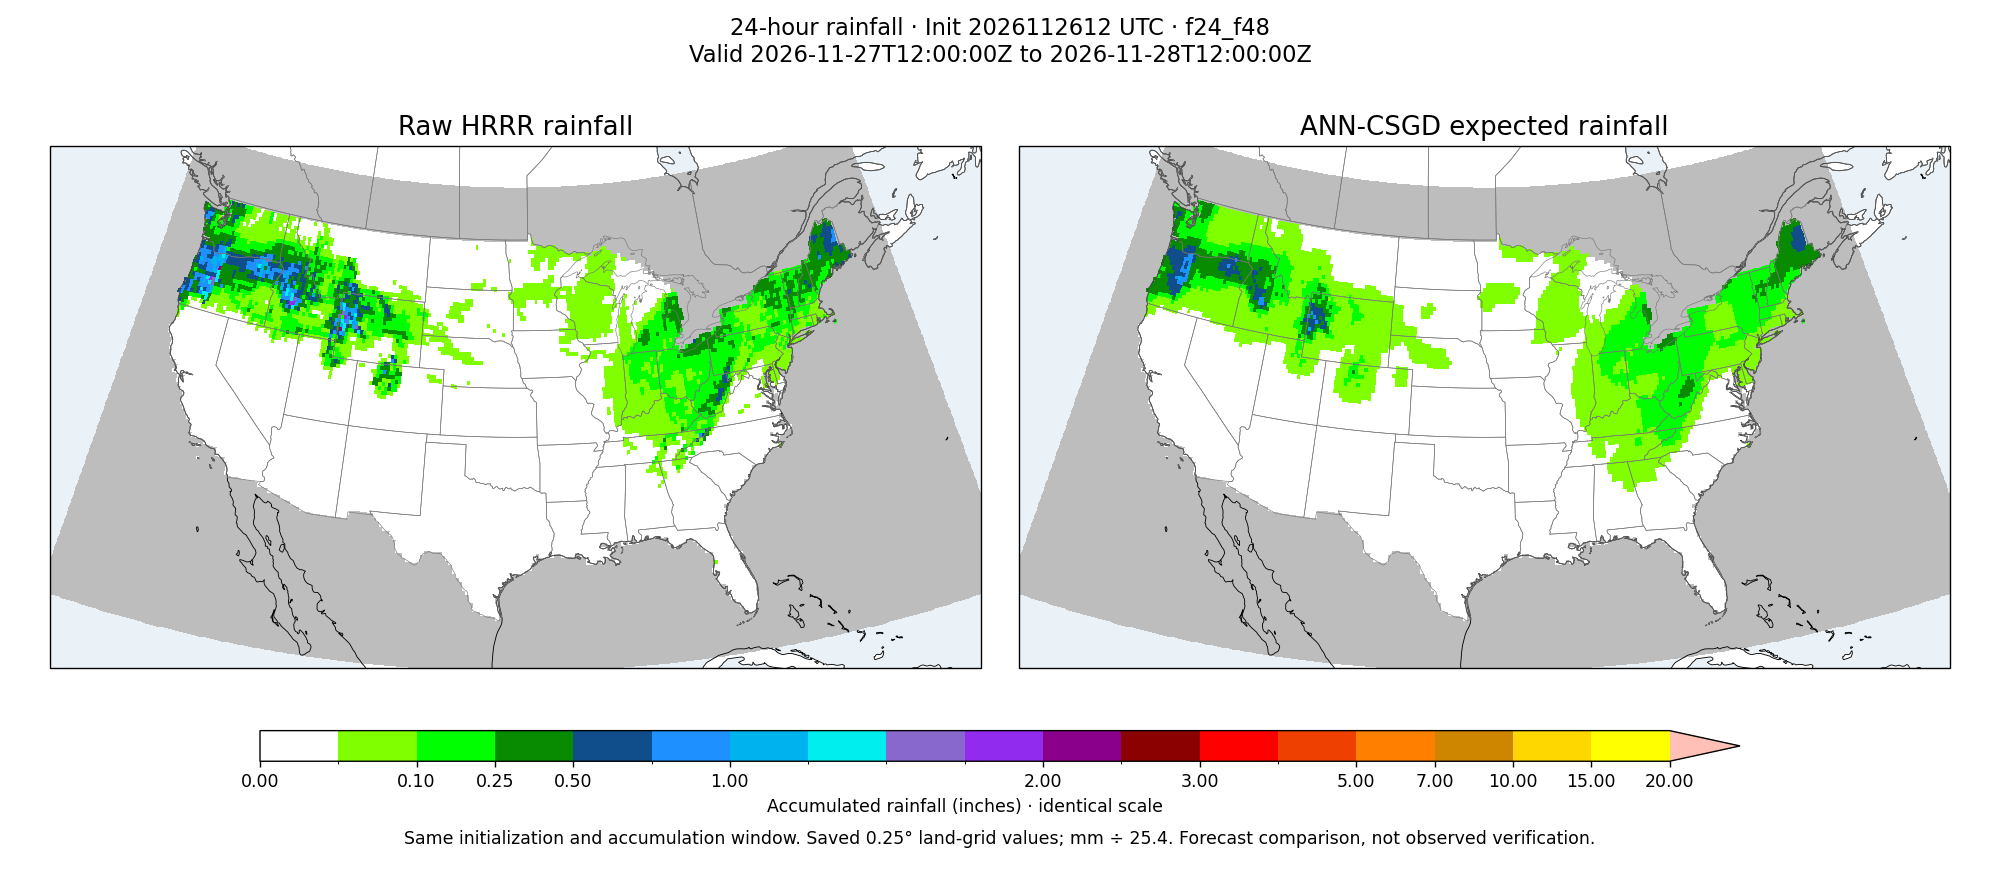 24-hour rainfall · Init 2026112612 UTC · f24_f48
Valid 2026-11-27T12:00:00Z to 2026-11-28T12:00:00Z
Raw HRRR rainfall
ANN-CSGD expected rainfall
0.00 0.10 0.25 0.50 1.00 2.00 3.00 5.00 7.00 10.00 15.00 20.00
Accumulated rainfall (inches) · identical scale
Same initialization and accumulation window. Saved 0.25° land-grid values; mm ÷ 25.4. Forecast comparison, not observed verification.